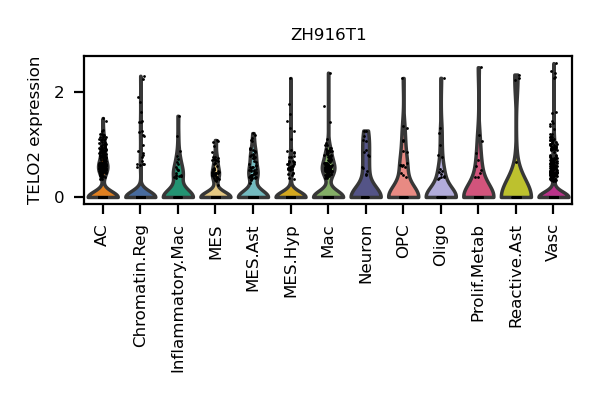 ZH916T1
TELO2 expression
2
0
AC
Chromatin.Reg
Inflammatory.Mac
MES
MES.Ast
MES.Hyp
Mac
Neuron
OPC
Oligo
Prolif.Metab
Reactive.Ast
Vasc